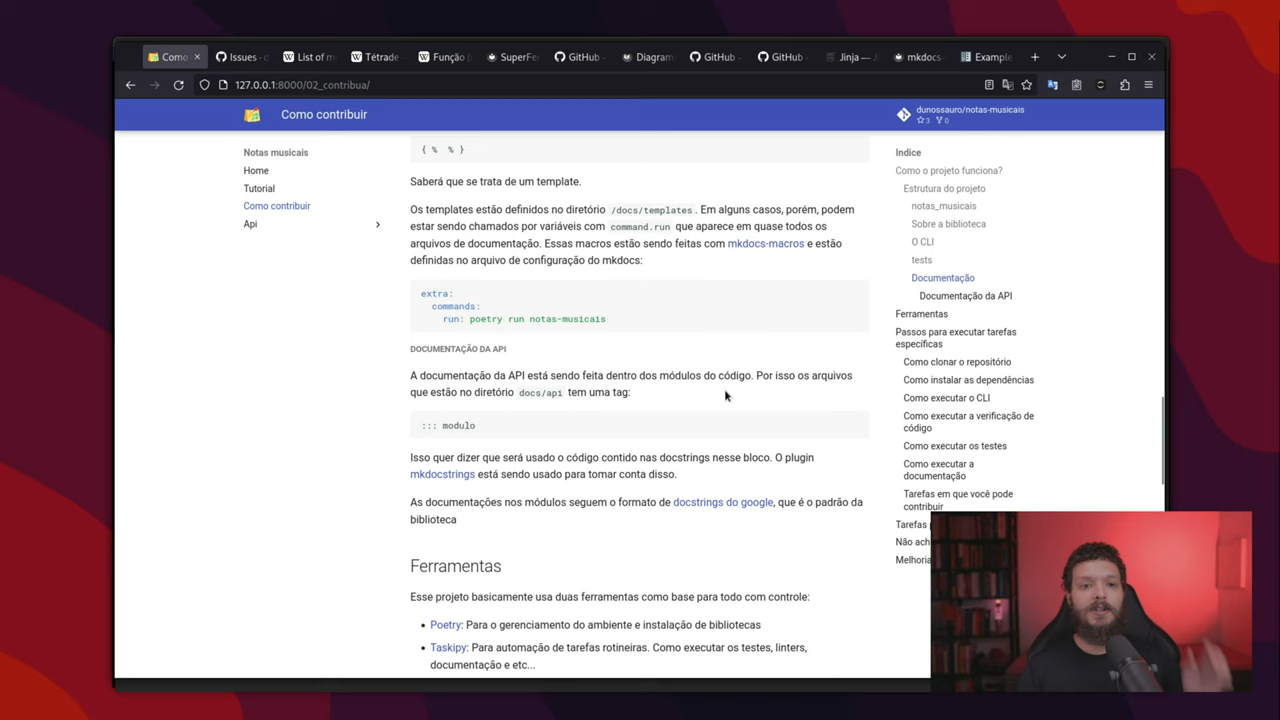 Como
Issues - d
List of m
Tétrade
Função (
SuperFe
GitHub -
Diagram
GitHub -
GitHub -
Jinja —
mkdocs-
Example
127.0.0.1:8000/02_contribua/
Como contribuir
dunossauro/notas-musicais
3 0
Notas musicais
Home
Tutorial
Como contribuir
Api
{ % % }
Saberá que se trata de um template.
Os templates estão definidos no diretório /docs/templates. Em alguns casos, porém, podem
estar sendo chamados por variáveis com command.run que aparece em quase todos os
arquivos de documentação. Essas macros estão sendo feitas com mkdocs-macros e estão
definidas no arquivo de configuração do mkdocs:
extra:
commands:
run: poetry run notas-musicais
DOCUMENTAÇÃO DA API
A documentação da API está sendo feita dentro dos módulos do código. Por isso os arquivos
que estão no diretório docs/api tem uma tag:
::: modulo
Isso quer dizer que será usado o código contido nas docstrings nesse bloco. O plugin
mkdocstrings está sendo usado para tomar conta disso.
As documentações nos módulos seguem o formato de docstrings do google, que é o padrão da
biblioteca
Ferramentas
Esse projeto basicamente usa duas ferramentas como base para todo com controle:
• Poetry: Para o gerenciamento do ambiente e instalação de bibliotecas
• Taskipy: Para automação de tarefas rotineiras. Como executar os testes, linters,
documentação e etc...
Indice
Como o projeto funciona?
Estrutura do projeto
notas_musicais
Sobre a biblioteca
O CLI
tests
Documentação
Documentação da API
Ferramentas
Passos para executar tarefas
específicas
Como clonar o repositório
Como instalar as dependências
Como executar o CLI
Como executar a verificação de
código
Como executar os testes
Como executar a
documentação
Tarefas em que você pode
contribuir
Tarefas
Não ach
Melhoria